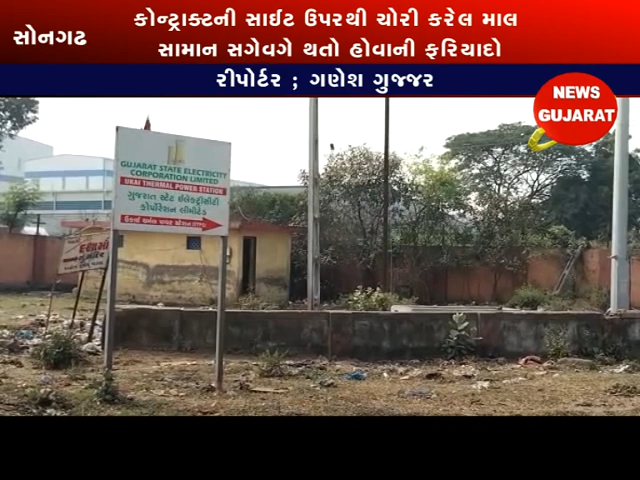 સોનગઢ
કોન્ટ્રાક્ટની સાઈટ ઉપરથી ચોરી કરેલ માલ
સામાન સગેવગે થતો હોવાની ફરિયાદો
રીપોર્ટર ; ગણેશ ગુજ્જર
NEWS
GUJARAT
GUJARAT STATE ELECTRICITY
CORPORATION LIMITED
UKAI THERMAL POWER STATION
ગુજરાત સ્ટેટ ઈલેક્ટ્રીસીટી
કોર્પોરેશન લીમીટેડ